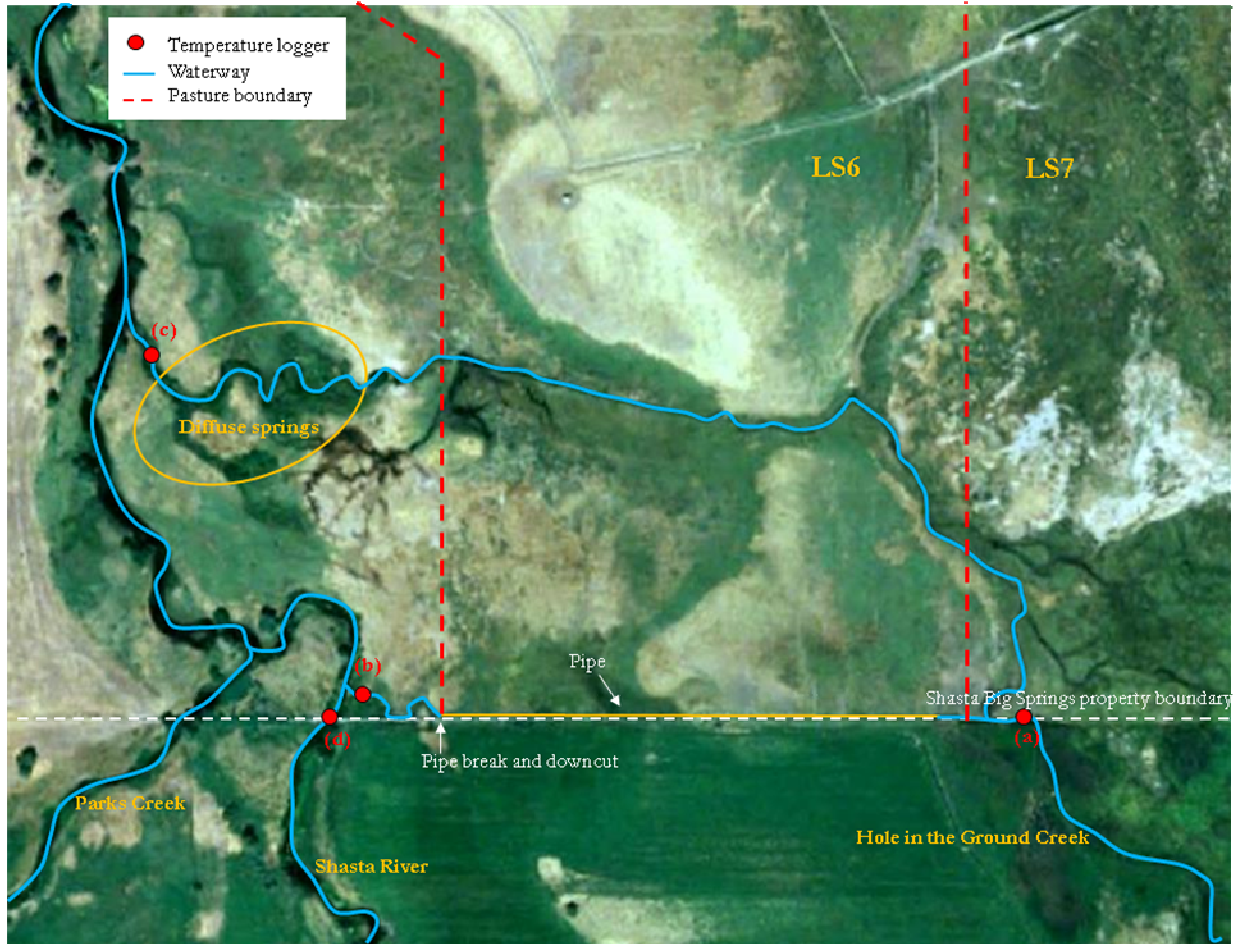 Temperature logger
Waterway
Pasture boundary
LS6
LS7
(c)
Diffuse springs
Pipe
(b)
Shasta Big Springs property boundary
(d)
(a)
Pipe break and downcut
Parks Creek
Hole in the Ground Creek
Shasta River